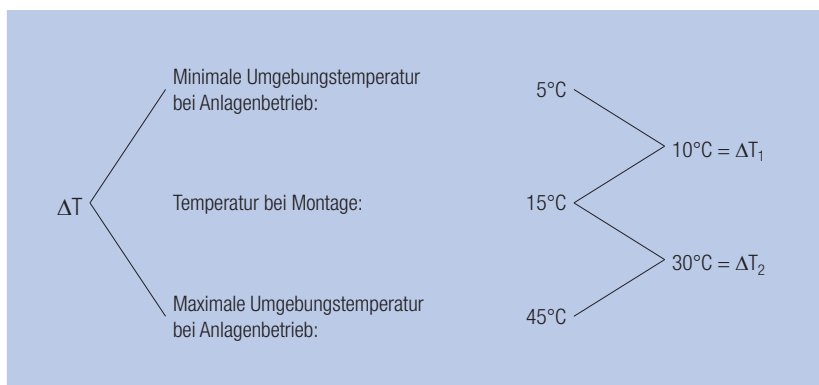 Minimale Umgebungstemperatur
bei Anlagenbetrieb:
5°C
10°C = ΔT₁
ΔT
Temperatur bei Montage:
15°C
30°C = ΔT₂
Maximale Umgebungstemperatur
bei Anlagenbetrieb:
45°C